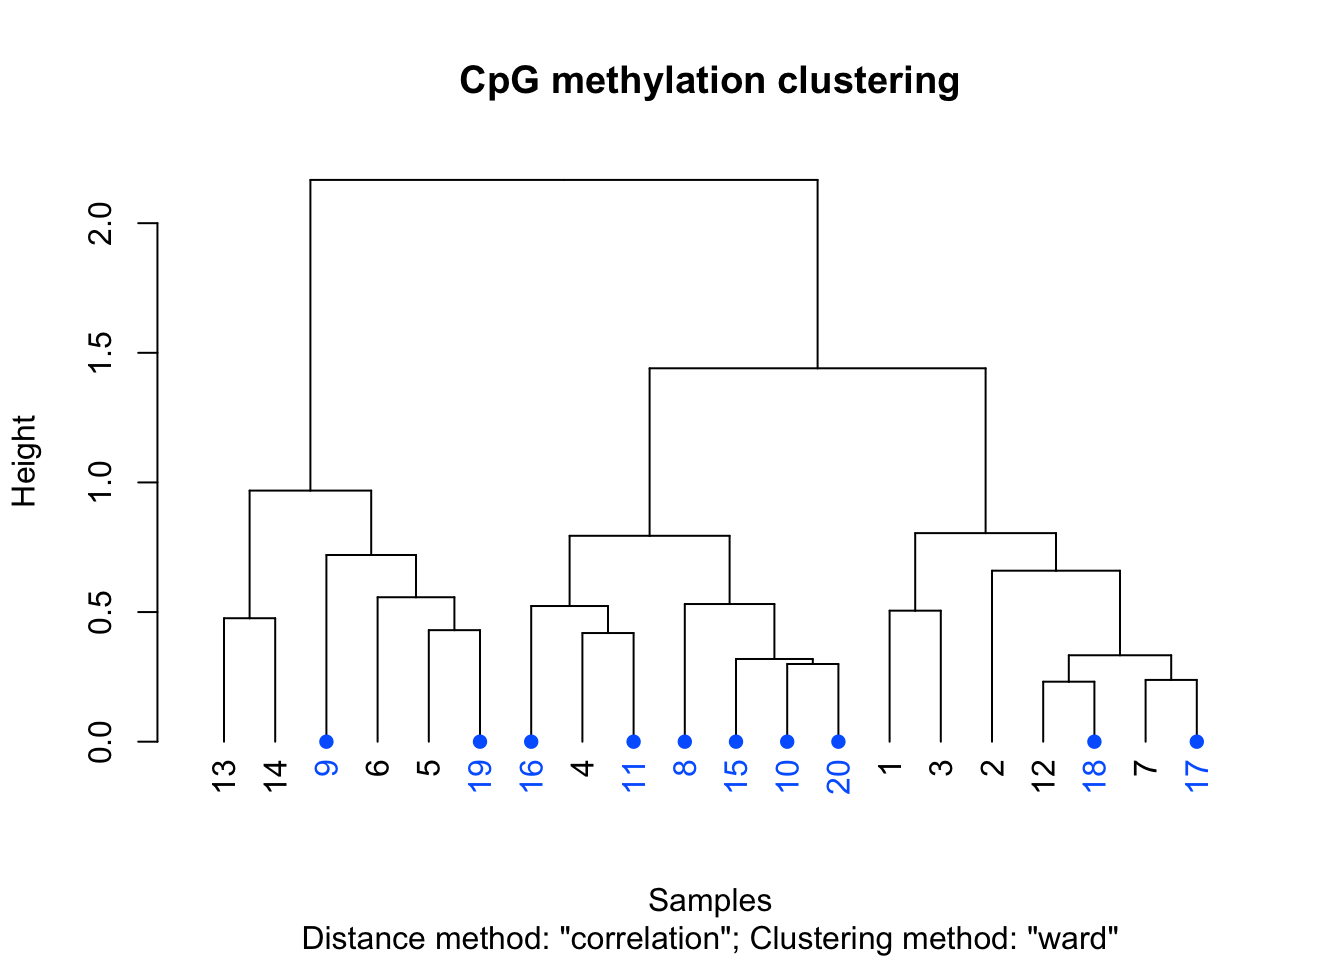 CpG methylation clustering
Height
0.0 0.5 1.0 1.5 2.0
13 14 9 6 5 19 16 4 11 8 15 10 20 1 3 2 12 18 7 17
Samples
Distance method: "correlation"; Clustering method: "ward"